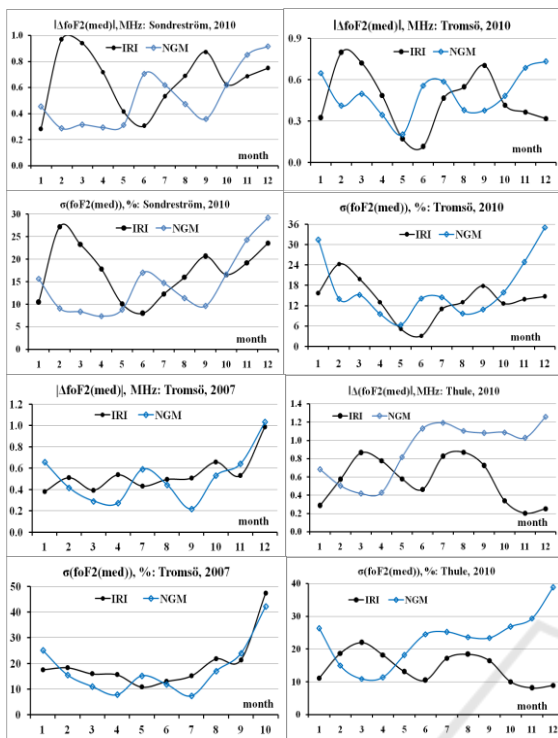 |ΔfoF2(med)|, MHz: Sondreström, 2010
1.0
0.8
0.6
0.4
0.2
0.0
IRI NGM
month
1 2 3 4 5 6 7 8 9 10 11 12
|ΔfoF2(med)|, MHz: Tromsö, 2010
0.9
0.6
0.3
0.0
IRI NGM
month
1 2 3 4 5 6 7 8 9 10 11 12
σ(foF2(med)), %: Sondreström, 2010
30
25
20
15
10
5
0
IRI NGM
month
1 2 3 4 5 6 7 8 9 10 11 12
σ(foF2(med)), %: Tromsö, 2010
36
30
24
18
12
6
0
IRI NGM
month
1 2 3 4 5 6 7 8 9 10 11 12
|ΔfoF2(med)|, MHz: Tromsö, 2007
1.2
1.0
0.8
0.6
0.4
0.2
0.0
IRI NGM
month
1 2 3 4 5 6 7 8 9 10 11 12
|Δ(foF2(med)|, MHz: Thule, 2010
1.4
1.2
1.0
0.8
0.6
0.4
0.2
0.0
IRI NGM
month
1 2 3 4 5 6 7 8 9 10 11 12
σ(foF2(med)), %: Tromsö, 2007
50
40
30
20
10
0
IRI NGM
month
1 2 3 4 5 6 7 8 9 10
σ(foF2(med)), %: Thule, 2010
40
30
20
10
0
IRI NGM
month
1 2 3 4 5 6 7 8 9 10 11 12